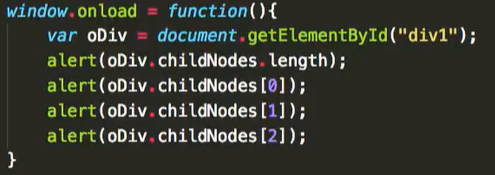 window.onload = function(){
    var oDiv = document.getElementById("div1");
    alert(oDiv.childNodes.length);
    alert(oDiv.childNodes[0]);
    alert(oDiv.childNodes[1]);
    alert(oDiv.childNodes[2]);
}